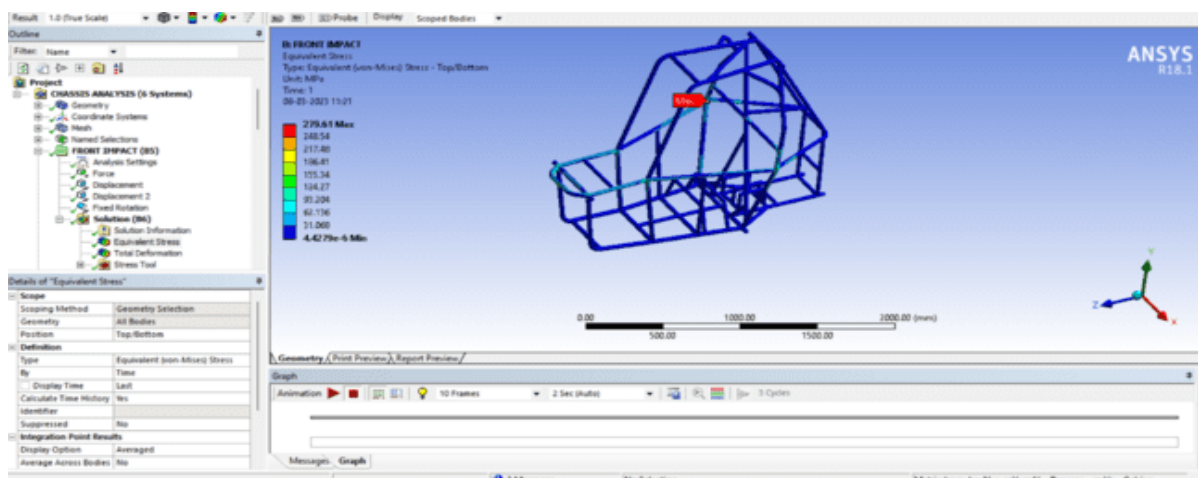 Result 1.0 (True Scale)
Probe Display Scoped Bodies
Outline
Filter: Name
Project
CHASSIS ANALYSIS (6 Systems)
Geometry
Coordinate Systems
Mesh
Named Selections
FRONT IMPACT (B5)
Analysis Settings
Force
Displacement
Displacement 2
Fixed Rotation
Solution (B6)
Solution Information
Equivalent Stress
Total Deformation
Stress Tool
Details of "Equivalent Stress"
Scope
Scoping Method Geometry Selection
Geometry All Bodies
Position Top/Bottom
Definition
Type Equivalent (von-Mises) Stress
By Time
Display Time Last
Calculate Time History Yes
Identifier
Suppressed No
Integration Point Results
Display Option Averaged
Average Across Bodies No
B: FRONT IMPACT
Equivalent Stress
Type: Equivalent (von-Mises) Stress - Top/Bottom
Unit: MPa
Time: 1
11:21
279.61 Max
248.54
217.48
186.41
155.34
124.27
93.204
62.136
31.068
4.4279e-6 Min
ANSYS
R18.1
0.00 1000.00 2000.00 (mm)
500.00 1500.00
Y
Z
X
Geometry Print Preview Report Preview
Graph
Animation 10 Frames 2 Sec (Auto) 3 Cycles
Messages Graph